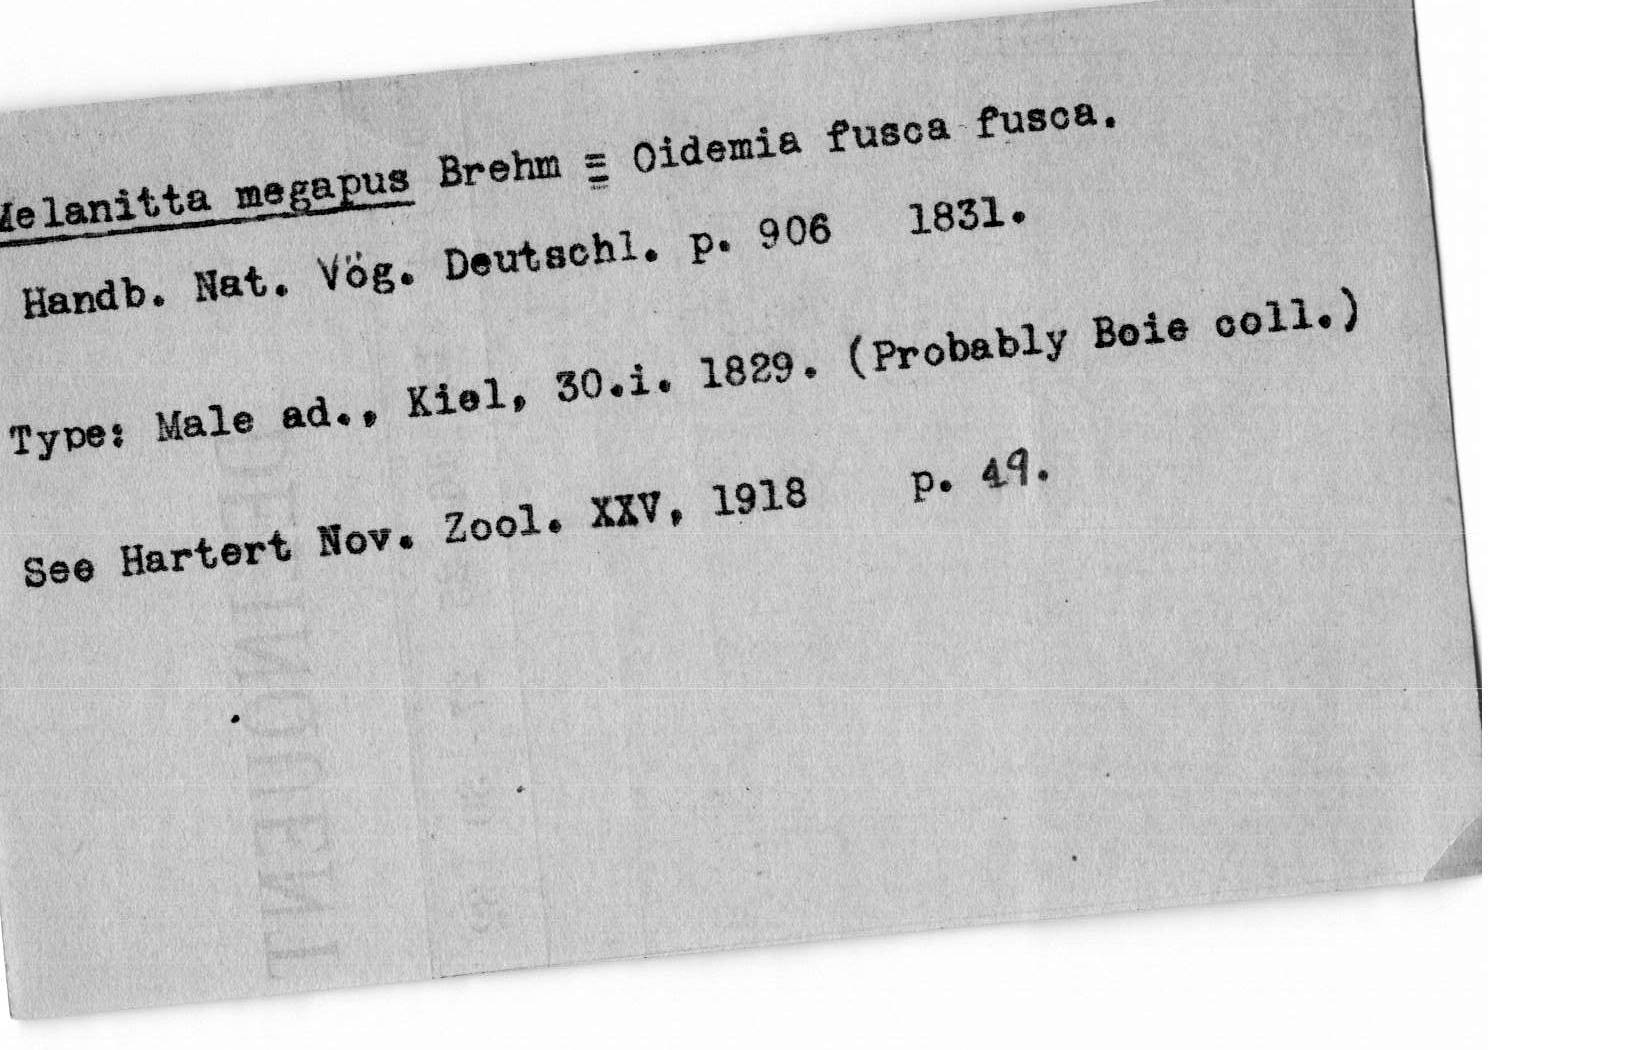 Melanitta megapus Brehm = Oidemia fusca fusca.
Handb. Nat. Vög. Deutschl. p. 906 1831.
Type: Male ad., Kiel, 30.i. 1829. (Probably Boie coll.)
See Hartert Nov. Zool. XXV, 1918 p. 49.